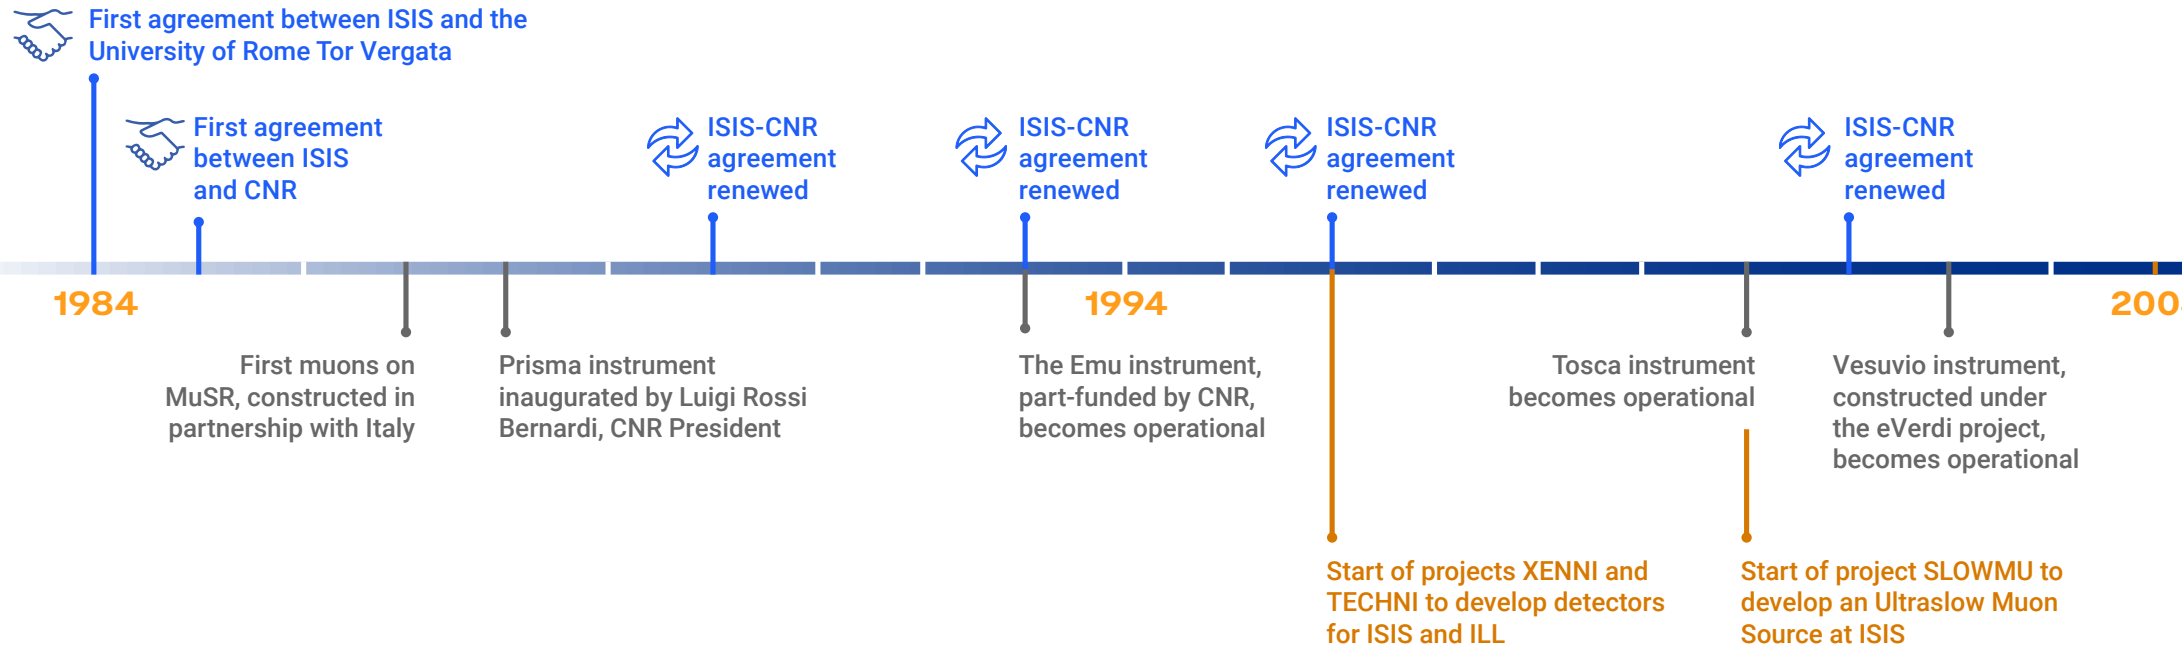 First agreement between ISIS and the
University of Rome Tor Vergata
First agreement
between ISIS
and CNR
ISIS-CNR
agreement
renewed
ISIS-CNR
agreement
renewed
ISIS-CNR
agreement
renewed
ISIS-CNR
agreement
renewed
1984
1994
First muons on
MuSR, constructed in
partnership with Italy
Prisma instrument
inaugurated by Luigi Rossi
Bernardi, CNR President
The Emu instrument,
part-funded by CNR,
becomes operational
Tosca instrument
becomes operational
Vesuvio instrument,
constructed under
the eVerdi project,
becomes operational
Start of projects XENNI and
TECHNI to develop detectors
for ISIS and ILL
Start of project SLOWMU to
develop an Ultraslow Muon
Source at ISIS